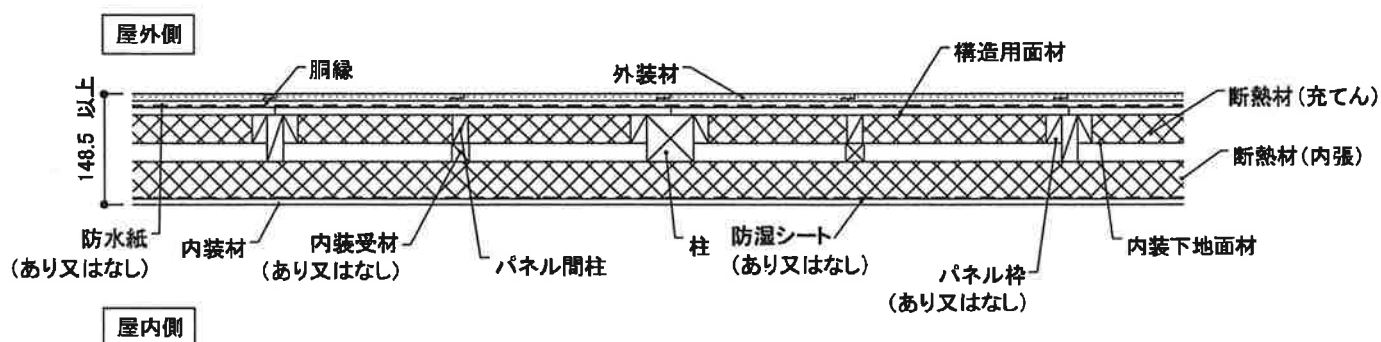 屋外側
148.5 以上
胴縁
外装材
構造用面材
断熱材(充てん)
断熱材(内張)
防水紙
(あり又はなし)
内装材
内装受材
(あり又はなし)
パネル間柱
柱
防湿シート
(あり又はなし)
パネル枠
(あり又はなし)
内装下地面材
屋内側